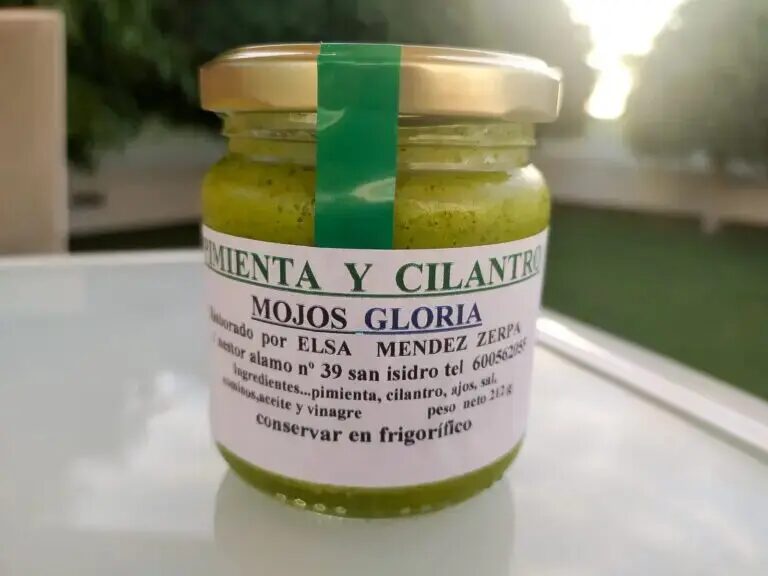 PIMIENTA Y CILANTRO
MOJOS GLORIA
elaborado por ELSA MENDEZ ZERPA
nestor alamo nº 39 san isidro tel 600562055
Ingredientes...pimienta, cilantro, ajos, sal,
cominos,aceite y vinagre peso neto 212 g
conservar en frigorífico